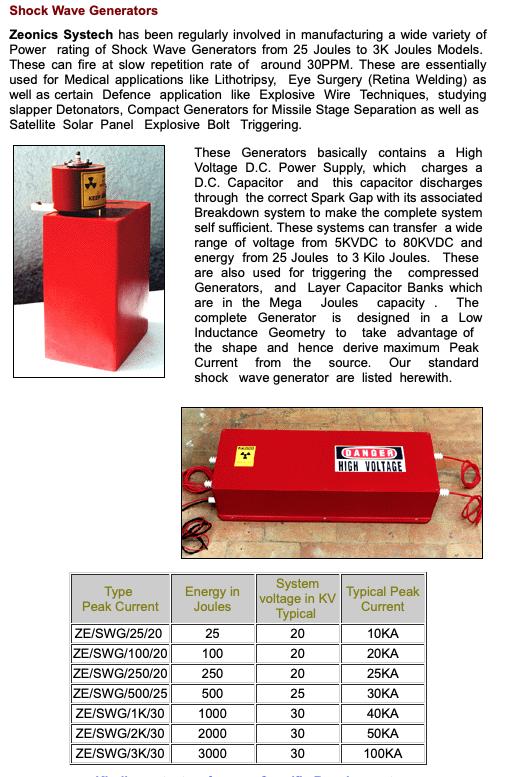 Shock Wave Generators
Zeonics Systech has been regularly involved in manufacturing a wide variety of
Power rating of Shock Wave Generators from 25 Joules to 3K Joules Models.
These can fire at slow repetition rate of around 30PPM. These are essentially
used for Medical applications like Lithotripsy, Eye Surgery (Retina Welding) as
well as certain Defence application like Explosive Wire Techniques, studying
slapper Detonators, Compact Generators for Missile Stage Separation as well as
Satellite Solar Panel Explosive Bolt Triggering.
KEEP
These Generators basically contains a High
Voltage D.C. Power Supply, which charges a
D.C. Capacitor and this capacitor discharges
through the correct Spark Gap with its associated
Breakdown system to make the complete system
self sufficient. These systems can transfer a wide
range of voltage from 5KVDC to 80KVDC and
energy from 25 Joules to 3 Kilo Joules. These
are also used for triggering the compressed
Generators, and Layer Capacitor Banks which
are in the Mega Joules capacity . The
complete Generator is designed in a Low
Inductance Geometry to take advantage of
the shape and hence derive maximum Peak
Current from the source. Our standard
shock wave generator are listed herewith.
DANGER
HIGH VOLTAGE
Type Peak Current Energy in Joules System voltage in KV Typical Typical Peak Current
ZE/SWG/25/20 25 20 10KA
ZE/SWG/100/20 100 20 20KA
ZE/SWG/250/20 250 20 25KA
ZE/SWG/500/25 500 25 30KA
ZE/SWG/1K/30 1000 30 40KA
ZE/SWG/2K/30 2000 30 50KA
ZE/SWG/3K/30 3000 30 100KA